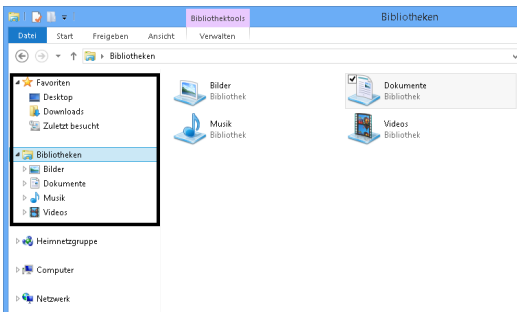 Bibliothektools
Bibliotheken
Datei Start Freigeben Ansicht Verwalten
Bibliotheken
Favoriten
Desktop
Downloads
Zuletzt besucht
Bibliotheken
Bilder
Dokumente
Musik
Videos
Heimnetzgruppe
Computer
Netzwerk
Bilder
Bibliothek
Dokumente
Bibliothek
Musik
Bibliothek
Videos
Bibliothek